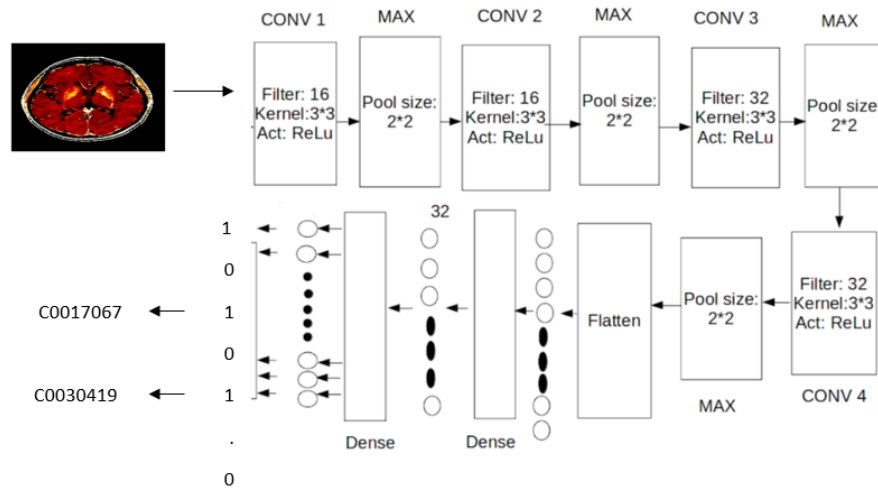 CONV 1
MAX
CONV 2
MAX
CONV 3
MAX
Filter: 16
Kernel:3*3
Act: ReLu
Pool size:
2*2
Filter: 16
Kernel:3*3
Act: ReLu
Pool size:
2*2
Filter: 32
Kernel:3*3
Act: ReLu
Pool size:
2*2
Filter: 32
Kernel:3*3
Act: ReLu
CONV 4
Pool size:
2*2
MAX
Flatten
Dense
32
Dense
1
0
1
0
1
.
0
C0017067
C0030419